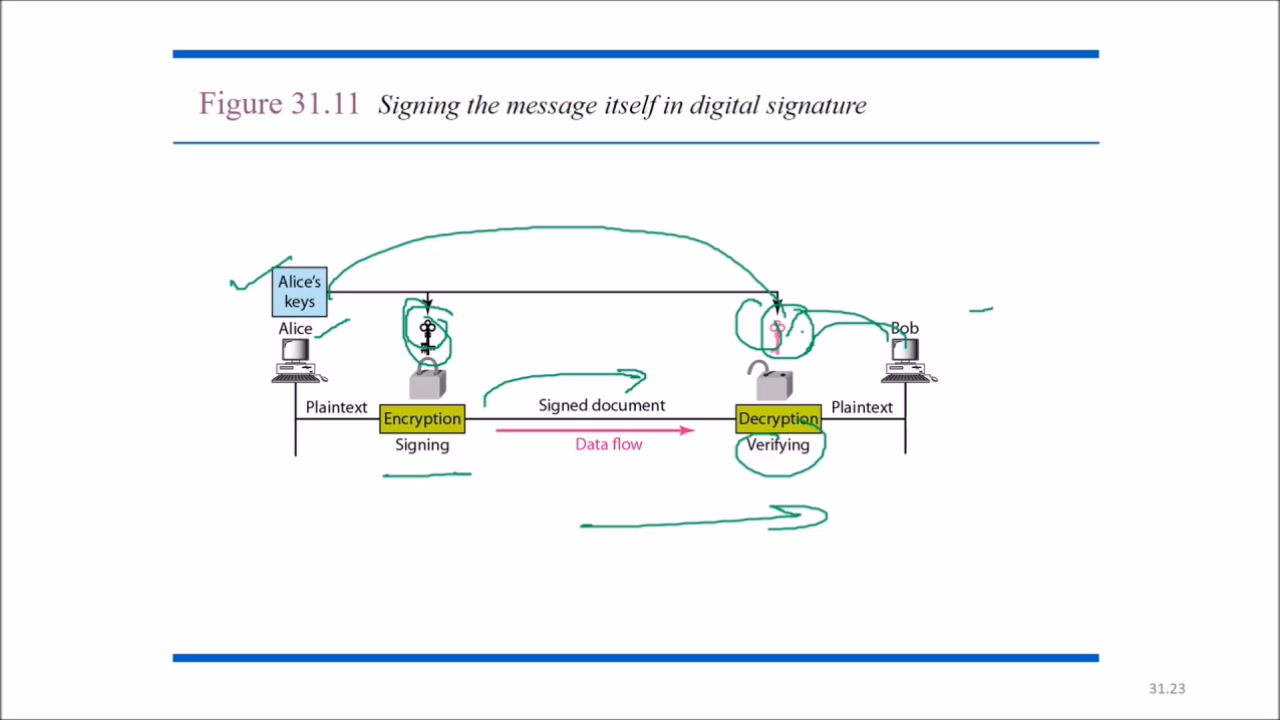 Figure 31.11 Signing the message itself in digital signature
Alice's
keys
Alice
Bob
Plaintext
Encryption
Signed document
Decryption
Plaintext
Signing
Data flow
Verifying
31.23